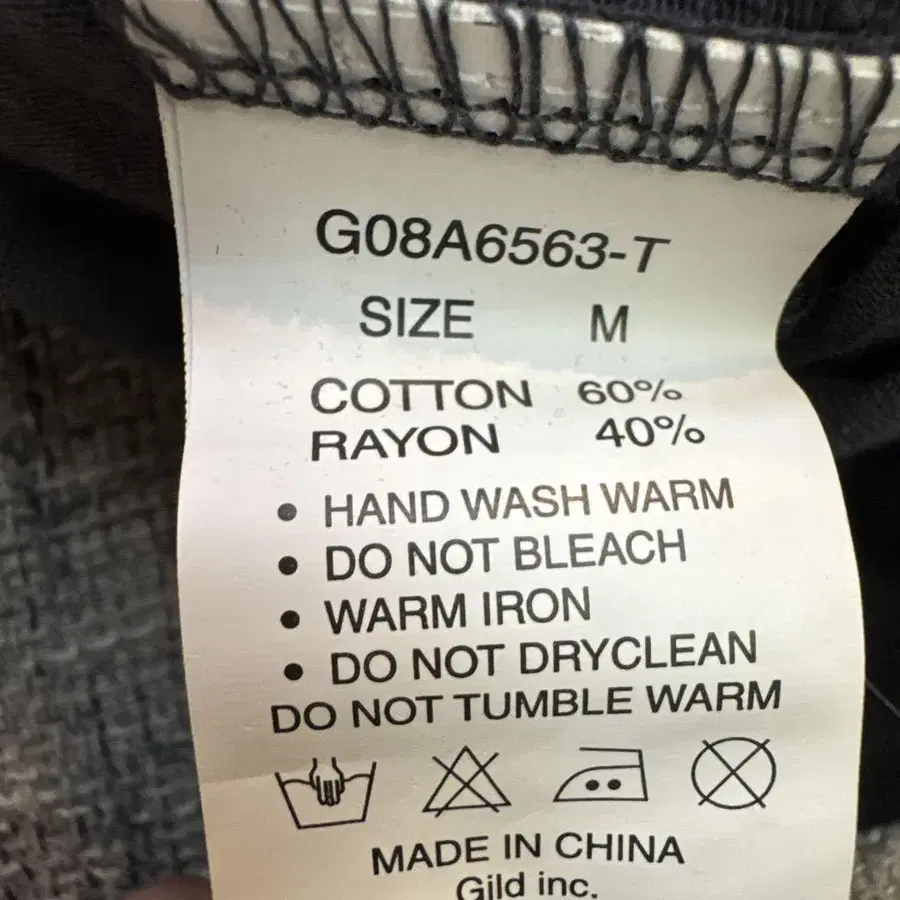 G08A6563-T
SIZE M
COTTON 60%
RAYON 40%
• HAND WASH WARM
• DO NOT BLEACH
• WARM IRON
• DO NOT DRYCLEAN
DO NOT TUMBLE WARM
MADE IN CHINA
Gild inc.